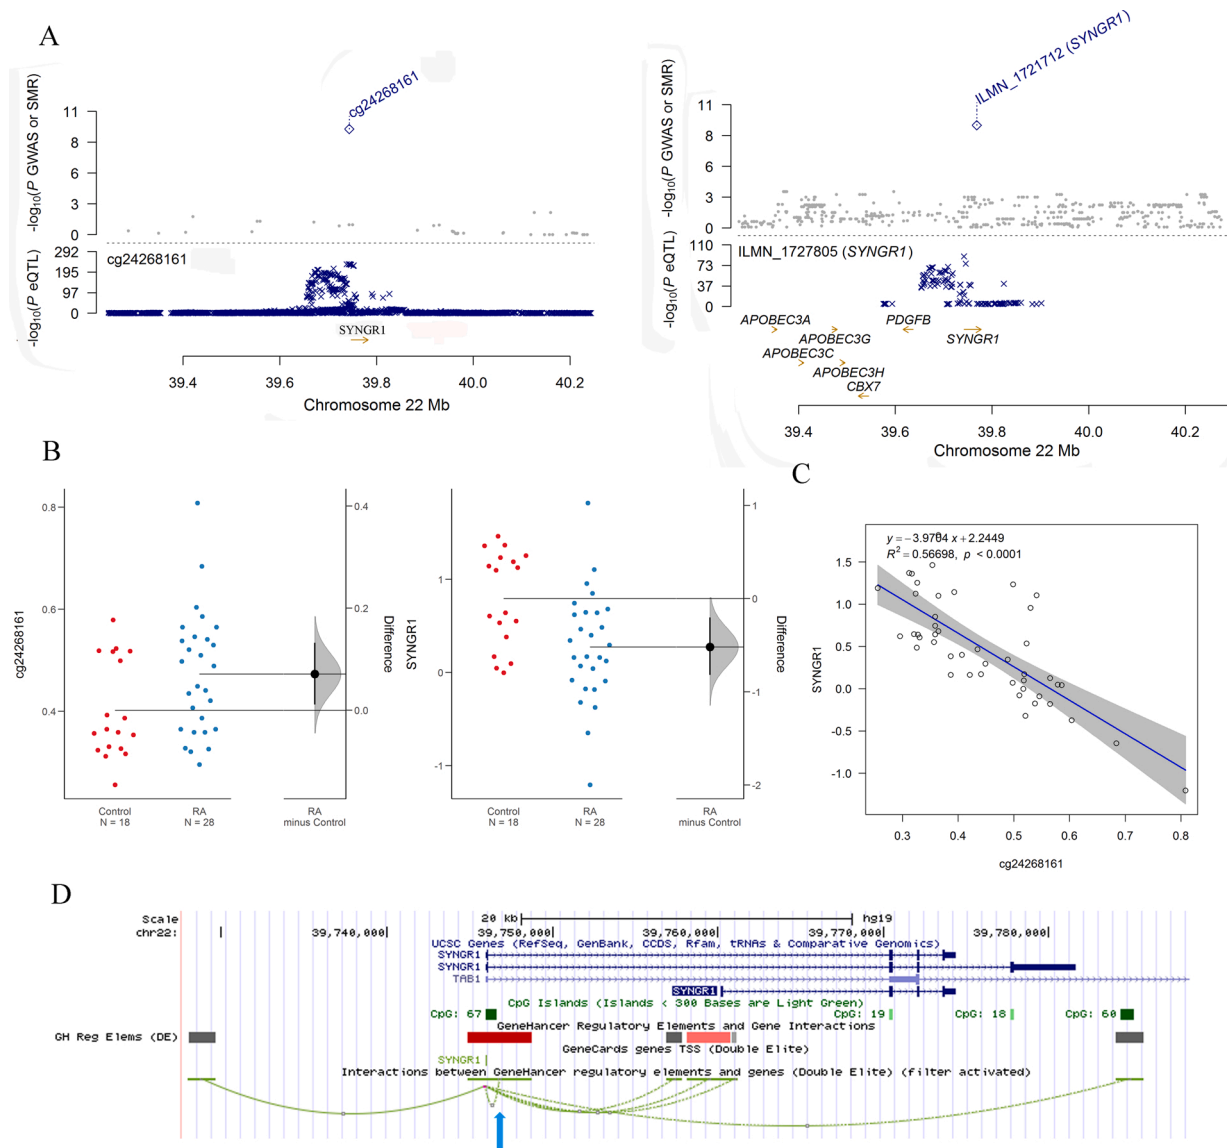 A
cg24268161
-log10(P GWAS or SMR)
11
8
6
3
0
-log10(P eQTL)
292
195
97
0
cg24268161
SYNGR1
39.4 39.6 39.8 40.0 40.2
Chromosome 22 Mb
ILMN_1721712 (SYNGR1)
-log10(P GWAS or SMR)
11
8
6
3
0
-log10(P eQTL)
110
73
37
0
ILMN_1727805 (SYNGR1)
APOBEC3A PDGFB
APOBEC3G SYNGR1
APOBEC3C
APOBEC3H
CBX7
39.4 39.6 39.8 40.0 40.2
Chromosome 22 Mb
B
cg24268161
0.8
0.6
0.4
0.4
0.2
0.0
Difference
Control RA RA
N = 18 N = 28 minus Control
SYNGR1
1
0
-1
1
0
-1
-2
Difference
Control RA RA
N = 18 N = 28 minus Control
C
R2 = 0.56698, p < 0.0001
SYNGR1
1.5
1.0
0.5
0.0
-1.0
0.3 0.4 0.5 0.6 0.7 0.8
cg24268161
D
Scale 20 kb hg19
chr22: 39,740,000 39,750,000 39,760,000 39,770,000 39,780,000
UCSC Genes (RefSeq, GenBank, CCDS, Rfam, tRNAs & Comparative Genomics)
SYNGR1
SYNGR1
TAB1
SYNGR1
CpG Islands (Islands < 300 Bases are Light Green)
CpG: 67 CpG: 19 CpG: 18 CpG: 60
GeneHancer Regulatory Elements and Gene Interactions
GH Reg Elems (DE)
GeneCards genes TSS (Double Elite)
SYNGR1
Interactions between GeneHancer regulatory elements and genes (Double Elite) (filter activated)